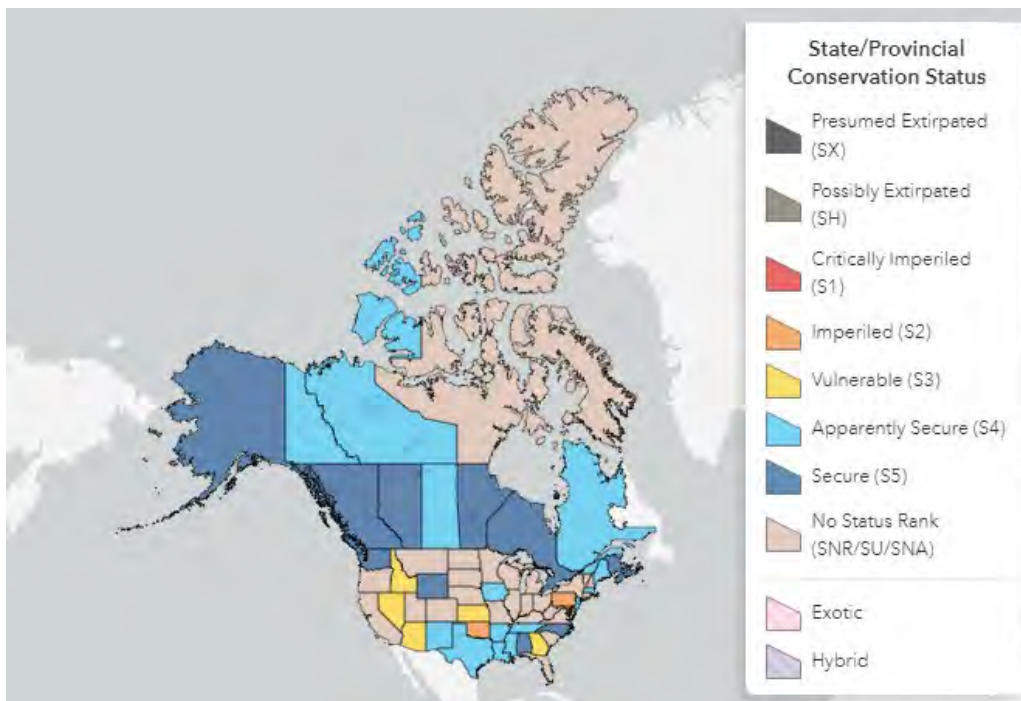 State/Provincial
Conservation Status
Presumed Extirpated
(SX)
Possibly Extirpated
(SH)
Critically Imperiled
(S1)
Imperiled (S2)
Vulnerable (S3)
Apparently Secure (S4)
Secure (S5)
No Status Rank
(SNR/SU/SNA)
Exotic
Hybrid